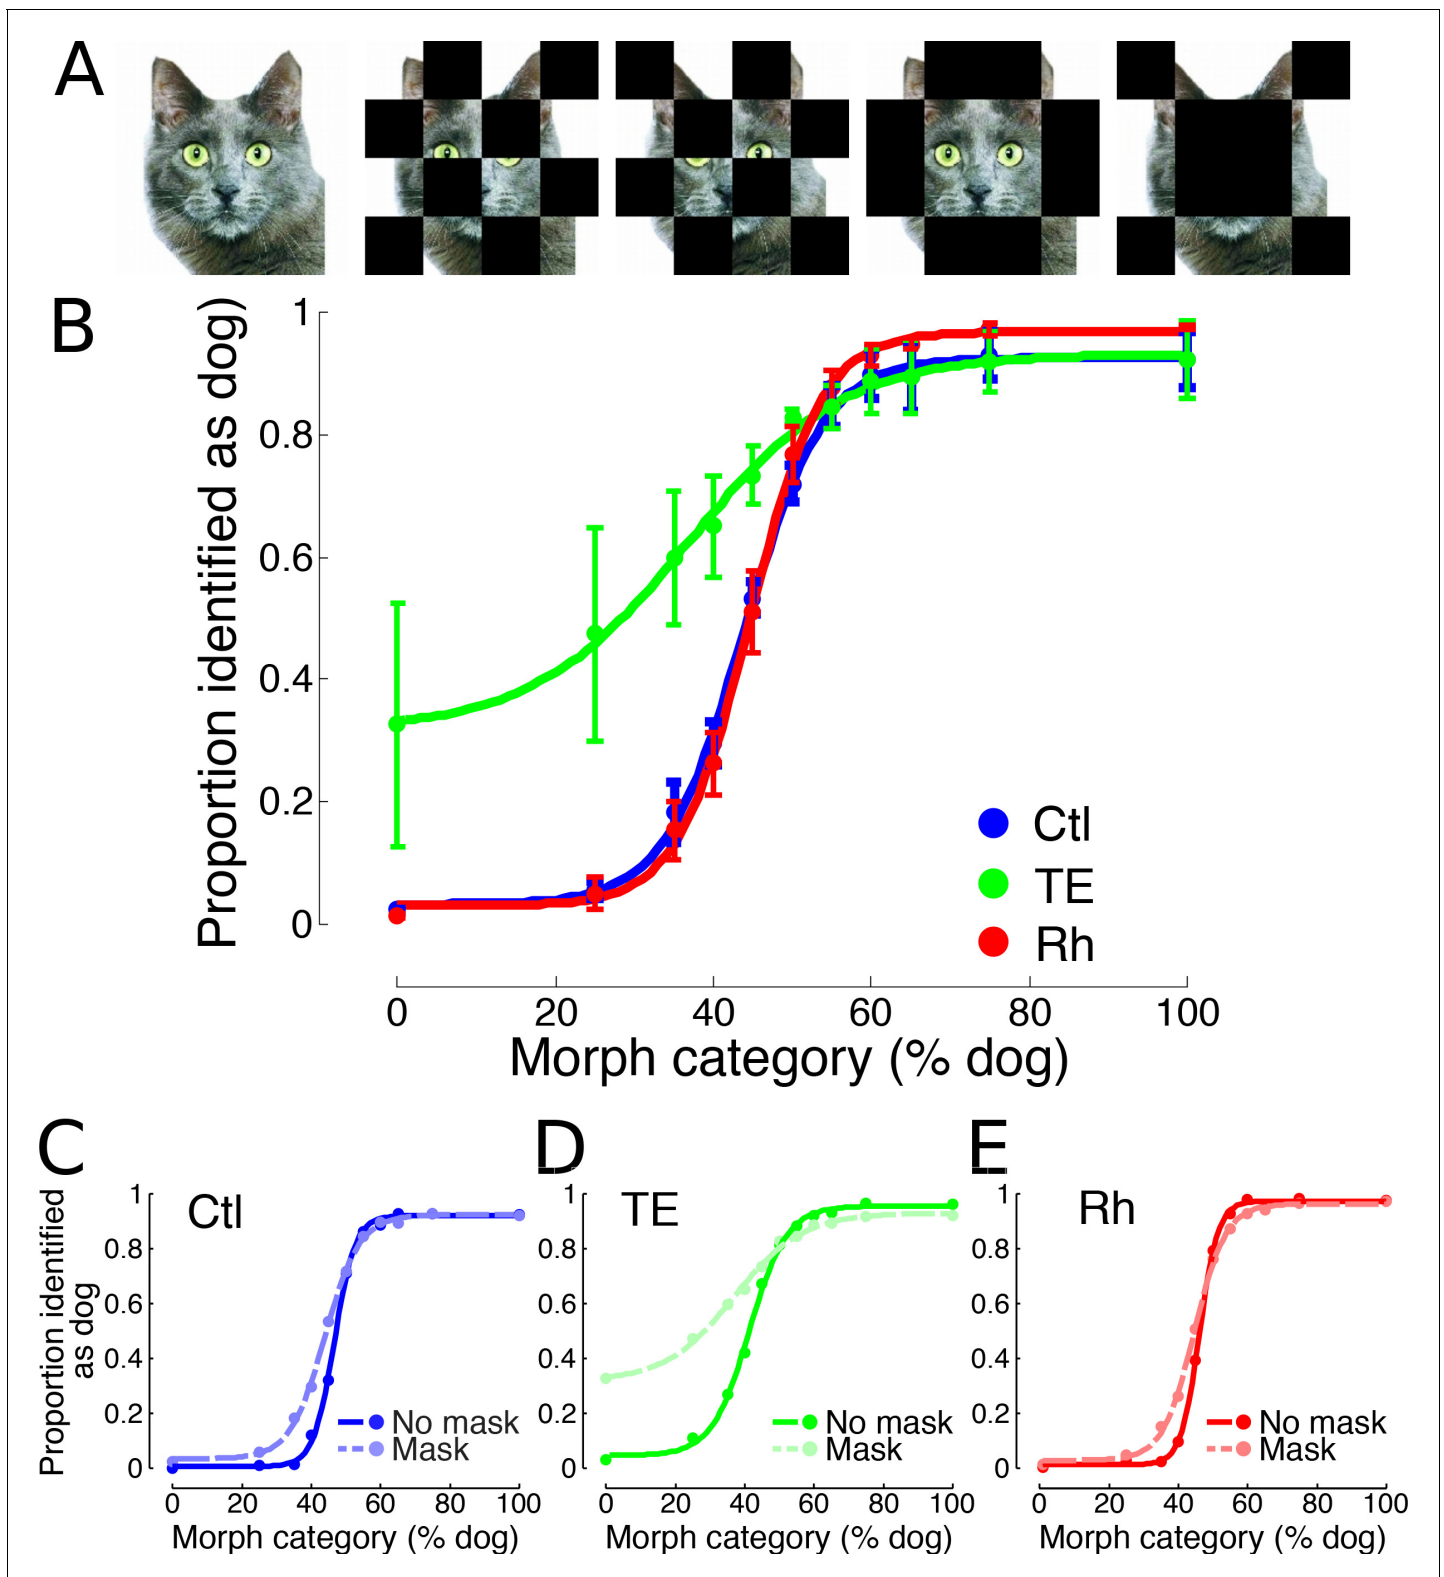 A
B
Proportion identified as dog)
1
0.8
0.6
0.4
0.2
0
Ctl
TE
Rh
0 20 40 60 80 100
Morph category (% dog)
C
Ctl
Proportion identified
as dog
1
0.8
0.6
0.4
0.2
0
No mask
Mask
0 20 40 60 80 100
Morph category (% dog)
D
TE
1
0.8
0.6
0.4
0.2
0
No mask
Mask
0 20 40 60 80 100
Morph category (% dog)
E
Rh
1
0.8
0.6
0.4
0.2
0
No mask
Mask
0 20 40 60 80 100
Morph category (% dog)